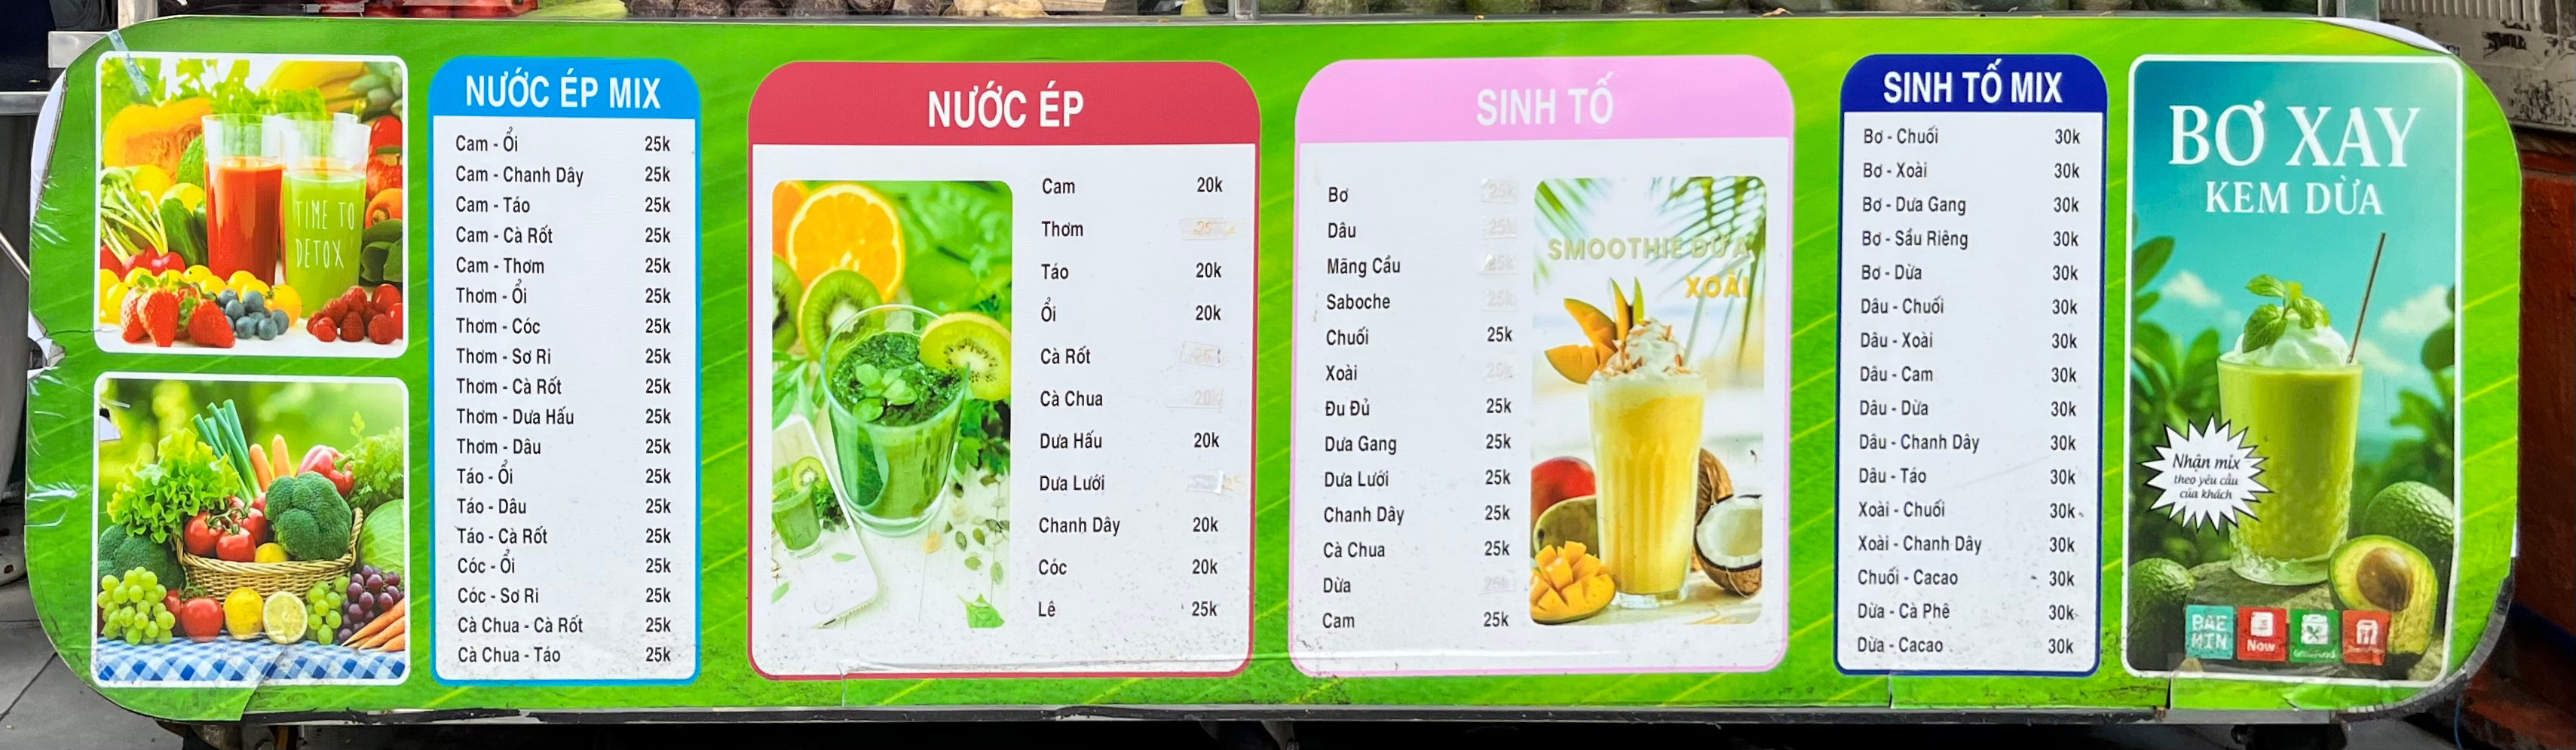 TIME TO
DETOX
NƯỚC ÉP MIX
Cam - Ổi 25k
Cam - Chanh Dây 25k
Cam - Táo 25k
Cam - Cà Rốt 25k
Cam - Thơm 25k
Thơm - Ổi 25k
Thơm - Cóc 25k
Thơm - Sơ Ri 25k
Thơm - Cà Rốt 25k
Thơm - Dưa Hấu 25k
Thơm - Dâu 25k
Táo - Ổi 25k
Táo - Dâu 25k
Táo - Cà Rốt 25k
Cóc - Ổi 25k
Cóc - Sơ Ri 25k
Cà Chua - Cà Rốt 25k
Cà Chua - Táo 25k
NƯỚC ÉP
Cam 20k
Thơm
Táo 20k
Ổi 20k
Cà Rốt
Cà Chua 20k
Dưa Hấu 20k
Dưa Lưới
Chanh Dây 20k
Cóc 20k
Lê 25k
SINH TỐ
Bơ 25k
Dâu 25k
Mãng Cầu 25k
Saboche 25k
Chuối 25k
Xoài 25k
Đu Đủ 25k
Dưa Gang 25k
Dưa Lưới 25k
Chanh Dây 25k
Cà Chua 25k
Dừa 25k
Cam 25k
SMOOTHIE DỪA
XOÀI
SINH TỐ MIX
Bơ - Chuối 30k
Bơ - Xoài 30k
Bơ - Dưa Gang 30k
Bơ - Sầu Riêng 30k
Bơ - Dừa 30k
Dâu - Chuối 30k
Dâu - Xoài 30k
Dâu - Cam 30k
Dâu - Dừa 30k
Dâu - Chanh Dây 30k
Dâu - Táo 30k
Xoài - Chuối 30k
Xoài - Chanh Dây 30k
Chuối - Cacao 30k
Dừa - Cà Phê 30k
Dừa - Cacao 30k
BƠ XAY
KEM DỪA
Nhận mix
theo yêu cầu
của khách
BAE
MIN
Now